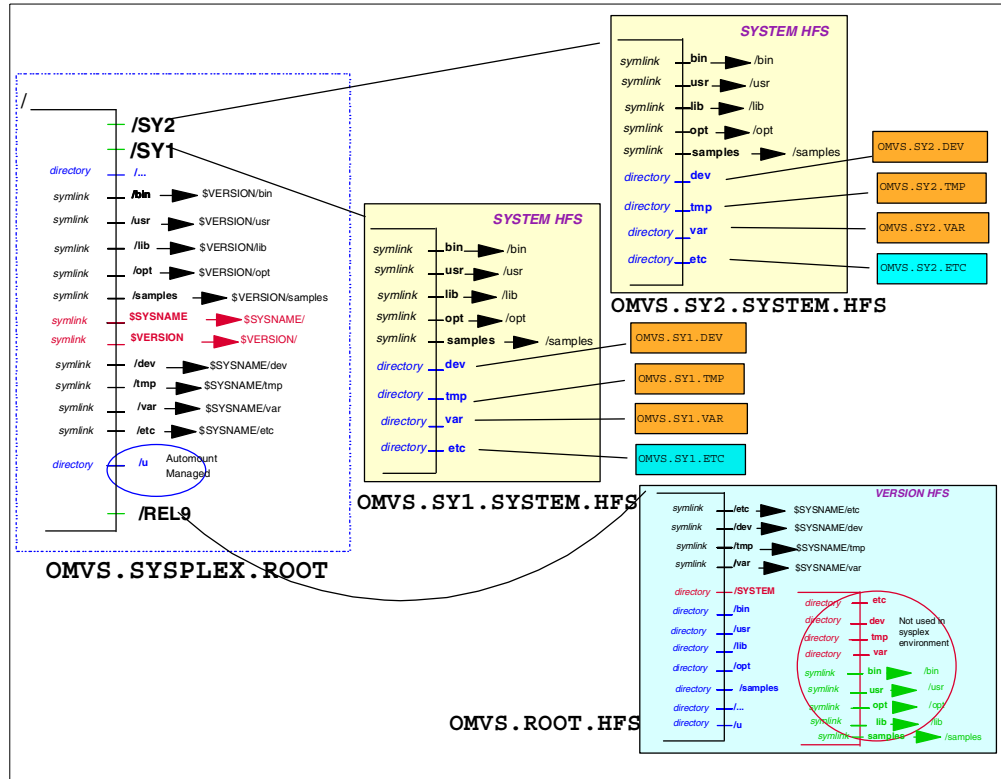 /
/SY2
/SY1
directory /...
symlink /bin $VERSION/bin
symlink /usr $VERSION/usr
symlink /lib $VERSION/lib
symlink /opt $VERSION/opt
symlink /samples $VERSION/samples
symlink $SYSNAME $SYSNAME/
symlink $VERSION $VERSION/
symlink /dev $SYSNAME/dev
symlink /tmp $SYSNAME/tmp
symlink /var $SYSNAME/var
symlink /etc $SYSNAME/etc
directory /u Automount
Managed
/REL9
OMVS.SYSPLEX.ROOT
SYSTEM HFS
symlink bin /bin
symlink usr /usr
symlink lib /lib
symlink opt /opt
symlink samples /samples
directory dev
directory tmp
directory var
directory etc
OMVS.SY1.SYSTEM.HFS
OMVS.SY1.DEV
OMVS.SY1.TMP
OMVS.SY1.VAR
OMVS.SY1.ETC
SYSTEM HFS
symlink bin /bin
symlink usr /usr
symlink lib /lib
symlink opt /opt
symlink samples /samples
directory dev
directory tmp
directory var
directory etc
OMVS.SY2.SYSTEM.HFS
OMVS.SY2.DEV
OMVS.SY2.TMP
OMVS.SY2.VAR
OMVS.SY2.ETC
VERSION HFS
symlink /etc $SYSNAME/etc
symlink /dev $SYSNAME/dev
symlink /tmp $SYSNAME/tmp
symlink /var $SYSNAME/var
directory /SYSTEM
directory /bin
directory /usr
directory /lib
directory /opt
directory /samples
directory /...
directory /u
directory etc
directory dev
directory tmp
directory var
Not used in
sysplex
environment
symlink bin /bin
symlink usr /usr
symlink opt /opt
symlink lib /lib
symlink samples /samples
OMVS.ROOT.HFS